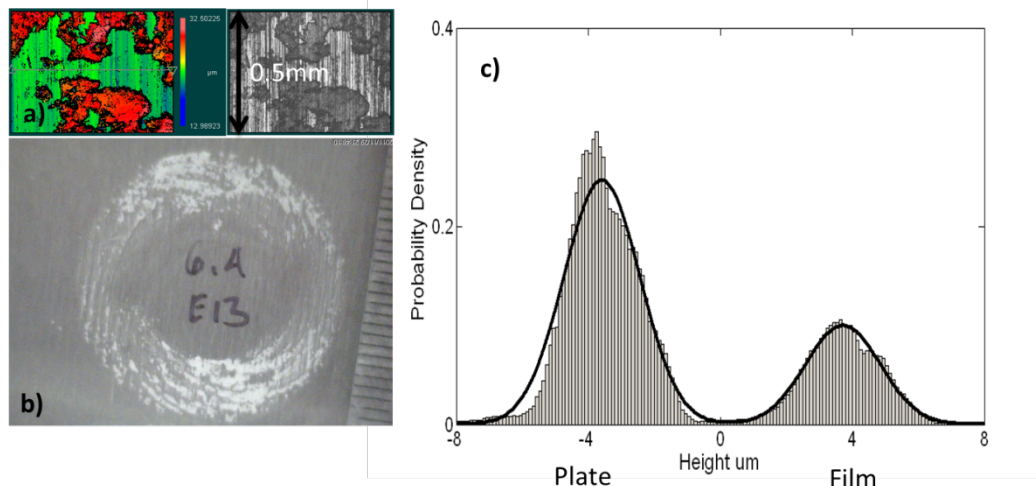 32.50225
µm
12.98923
a)
0.5mm
b)
6.A
E13
c)
0.4
0.2
0
Probability Density
-8
-4
0
4
8
Height um
Plate
Film